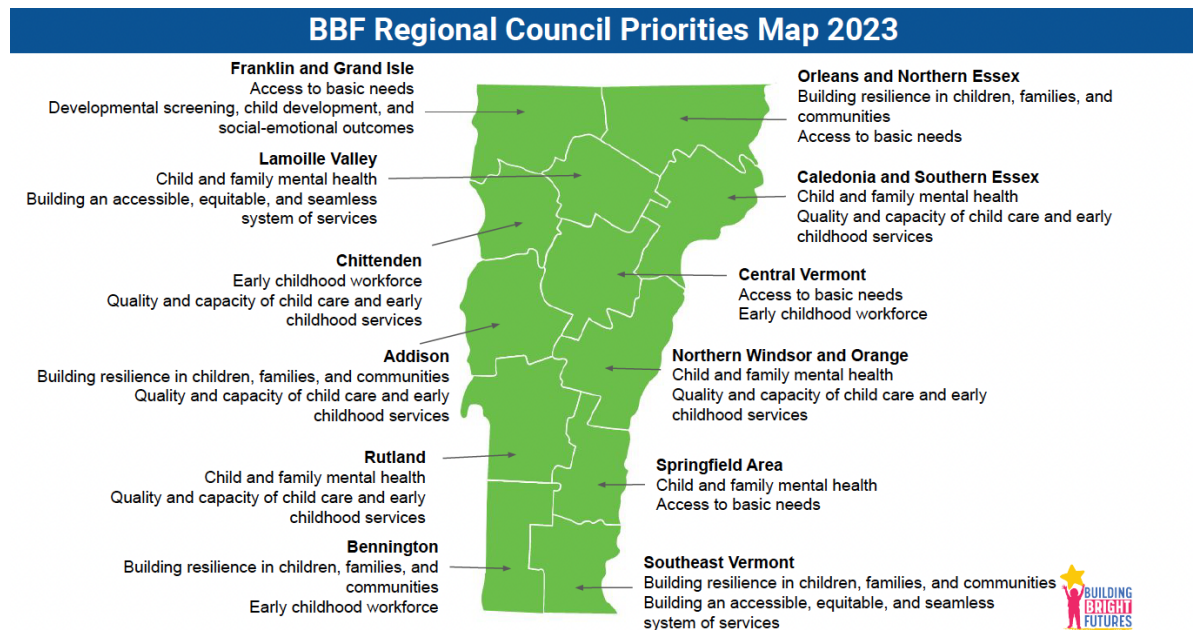 BBF Regional Council Priorities Map 2023
Franklin and Grand Isle
Access to basic needs
Developmental screening, child development, and
social-emotional outcomes
Lamoille Valley
Child and family mental health
Building an accessible, equitable, and seamless
system of services
Chittenden
Early childhood workforce
Quality and capacity of child care and early
childhood services
Addison
Building resilience in children, families, and communities
Quality and capacity of child care and early
childhood services
Rutland
Child and family mental health
Quality and capacity of child care and early
childhood services
Bennington
Building resilience in children, families, and
communities
Early childhood workforce
Orleans and Northern Essex
Building resilience in children, families, and
communities
Access to basic needs
Caledonia and Southern Essex
Child and family mental health
Quality and capacity of child care and early
childhood services
Central Vermont
Access to basic needs
Early childhood workforce
Northern Windsor and Orange
Child and family mental health
Quality and capacity of child care and early
childhood services
Springfield Area
Child and family mental health
Access to basic needs
Southeast Vermont
Building resilience in children, families, and communities
Building an accessible, equitable, and seamless
system of services
BUILDING
BRIGHT
FUTURES